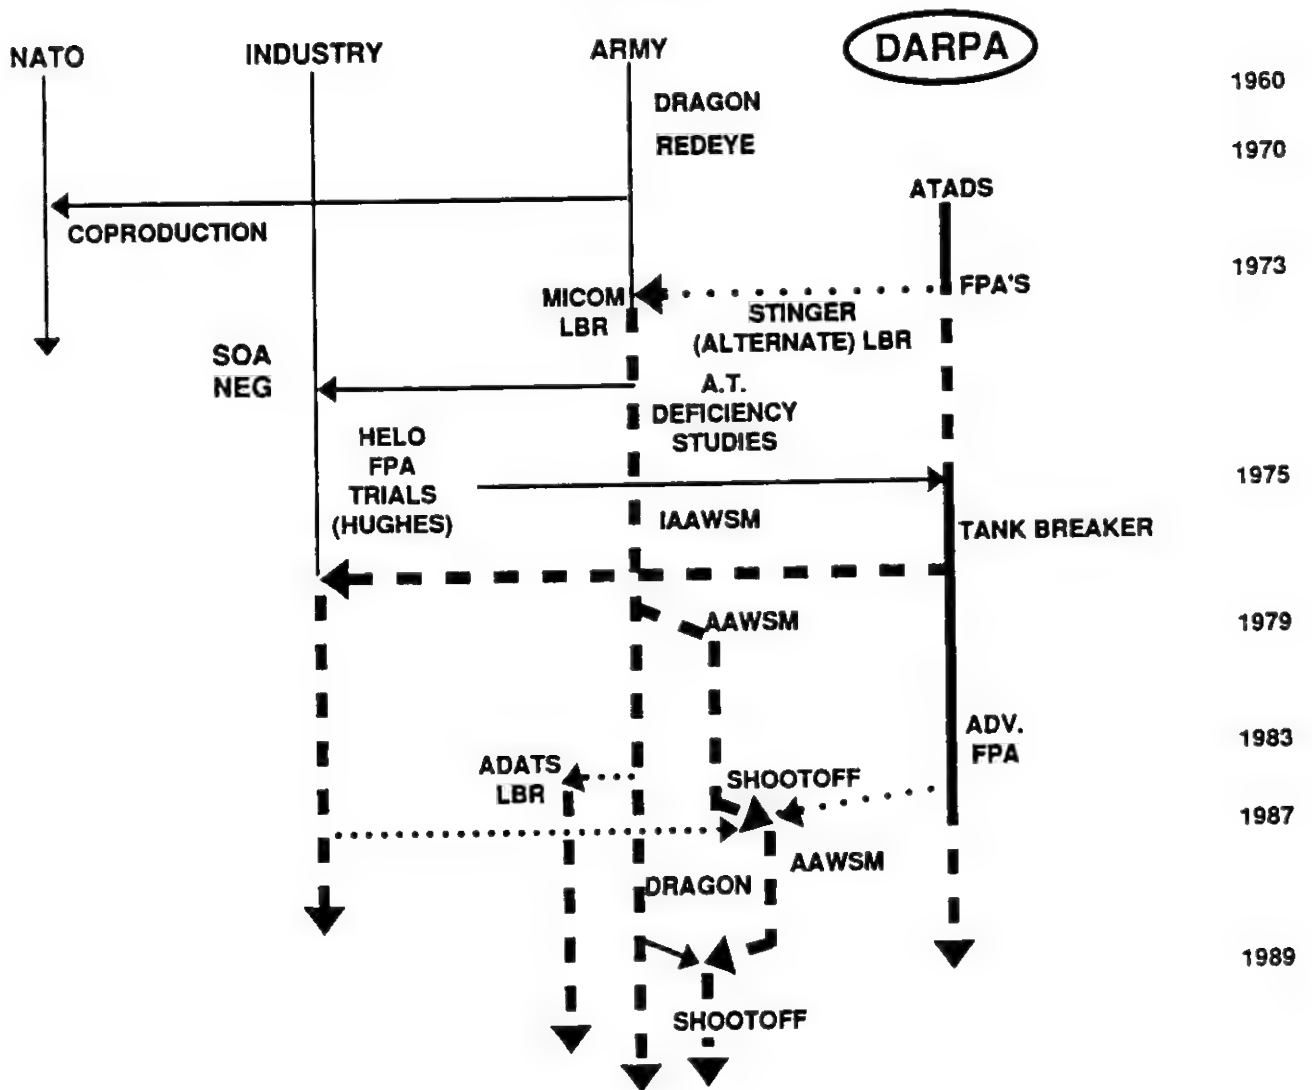 NATO
INDUSTRY
ARMY
DARPA
1960
DRAGON
REDEYE
1970
ATADS
COPRODUCTION
1973
FPA'S
MICOM
LBR
STINGER
(ALTERNATE) LBR
SOA
NEG
A.T.
DEFICIENCY
STUDIES
HELO
FPA
TRIALS
(HUGHES)
1975
IAAWSM
TANK BREAKER
AAWSM
1979
ADV.
FPA
1983
ADATS
LBR
SHOOTOFF
1987
AAWSM
DRAGON
1989
SHOOTOFF